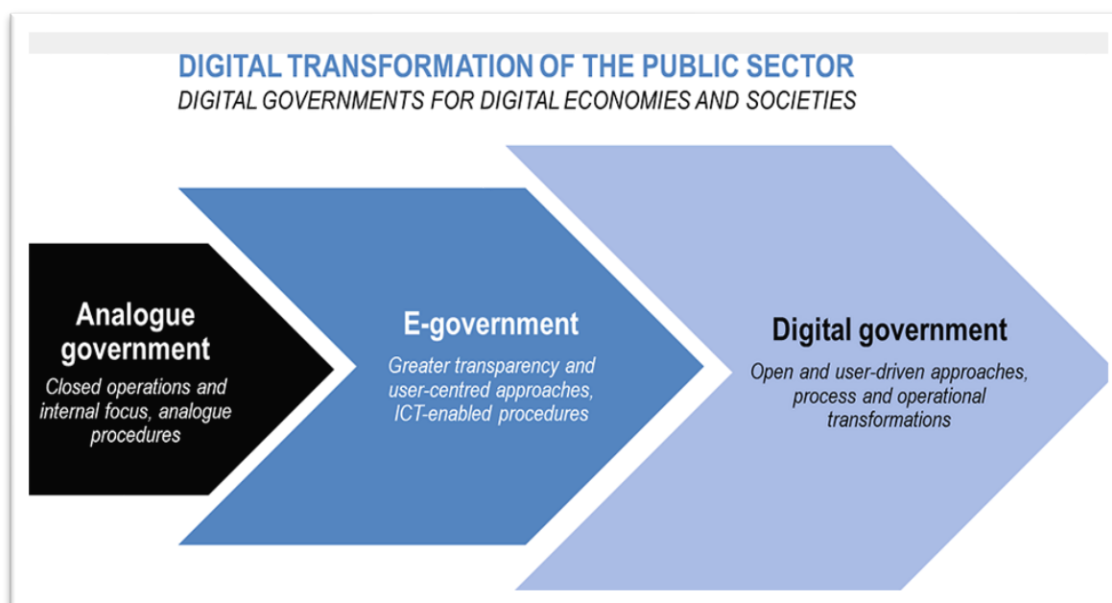 DIGITAL TRANSFORMATION OF THE PUBLIC SECTOR
DIGITAL GOVERNMENTS FOR DIGITAL ECONOMIES AND SOCIETIES
Analogue
government
Closed operations and
internal focus, analogue
procedures
E-government
Greater transparency and
user-centred approaches,
ICT-enabled procedures
Digital government
Open and user-driven approaches,
process and operational
transformations